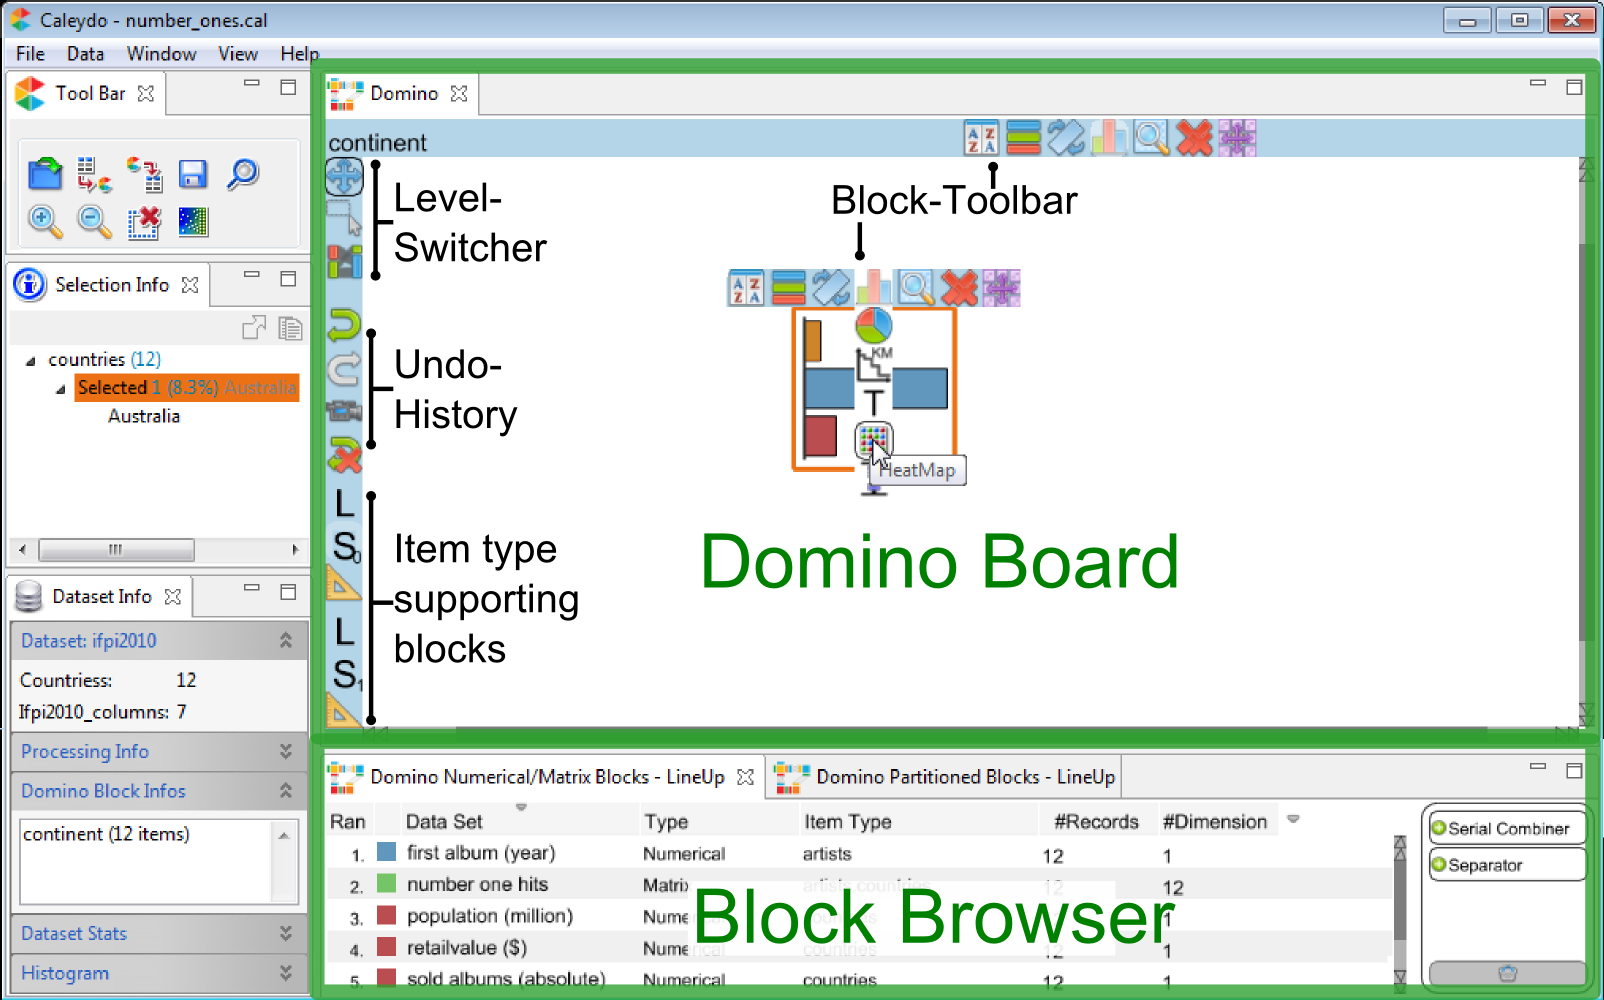 Caleydo - number_ones.cal
File Data Window View Help
Tool Bar
Selection Info
countries (12)
Selected 1 (8.3%) Australia
Australia
Dataset Info
Dataset: ifpi2010
Countriess: 12
Ifpi2010_columns: 7
Processing Info
Domino Block Infos
continent (12 items)
Dataset Stats
Histogram
Domino
continent
A Z
Z A
Level-
Switcher
Block-Toolbar
A Z
Z A
Undo-
History
KM
T
HeatMap
L
S0
Item type
supporting
blocks
L
S1
Domino Board
Domino Numerical/Matrix Blocks - LineUp
Domino Partitioned Blocks - LineUp
Ran Data Set Type Item Type #Records #Dimension
1. first album (year) Numerical artists 12 1
2. number one hits Matrix artists,countries 12 12
3. population (million) Nume 1
4. retailvalue ($) Numerical countries 12 1
5. sold albums (absolute) Numerical countries 12 1
Block Browser
Serial Combiner
Separator